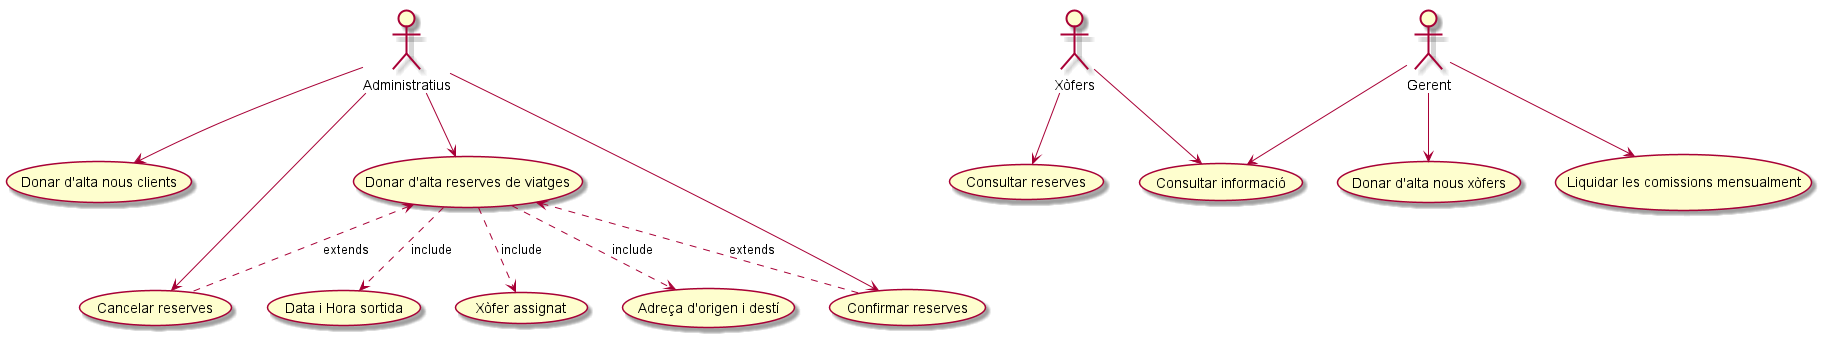 Administratius
Xòfers
Gerent
Donar d'alta nous clients
Donar d'alta reserves de viatges
Consultar reserves
Consultar informació
Donar d'alta nous xòfers
Liquidar les comissions mensualment
extends
include
include
include
extends
Cancelar reserves
Data i Hora sortida
Xòfer assignat
Adreça d'origen i destí
Confirmar reserves